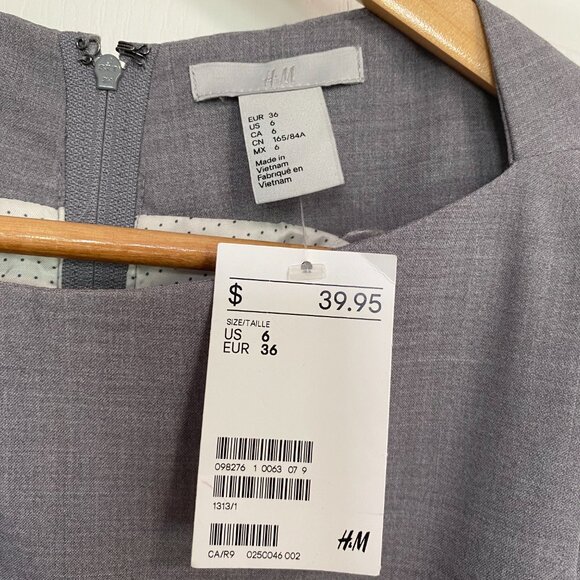 H&M
EUR 36
US 6
CA 6
CN 165/84A
MX 6
Made in
Vietnam
Fabriqué en
Vietnam
$ 39.95
SIZE/TAILLE
US 6
EUR 36
098276 1 0063 07 9
1313/1
H&M
CA/R9 025C046 002